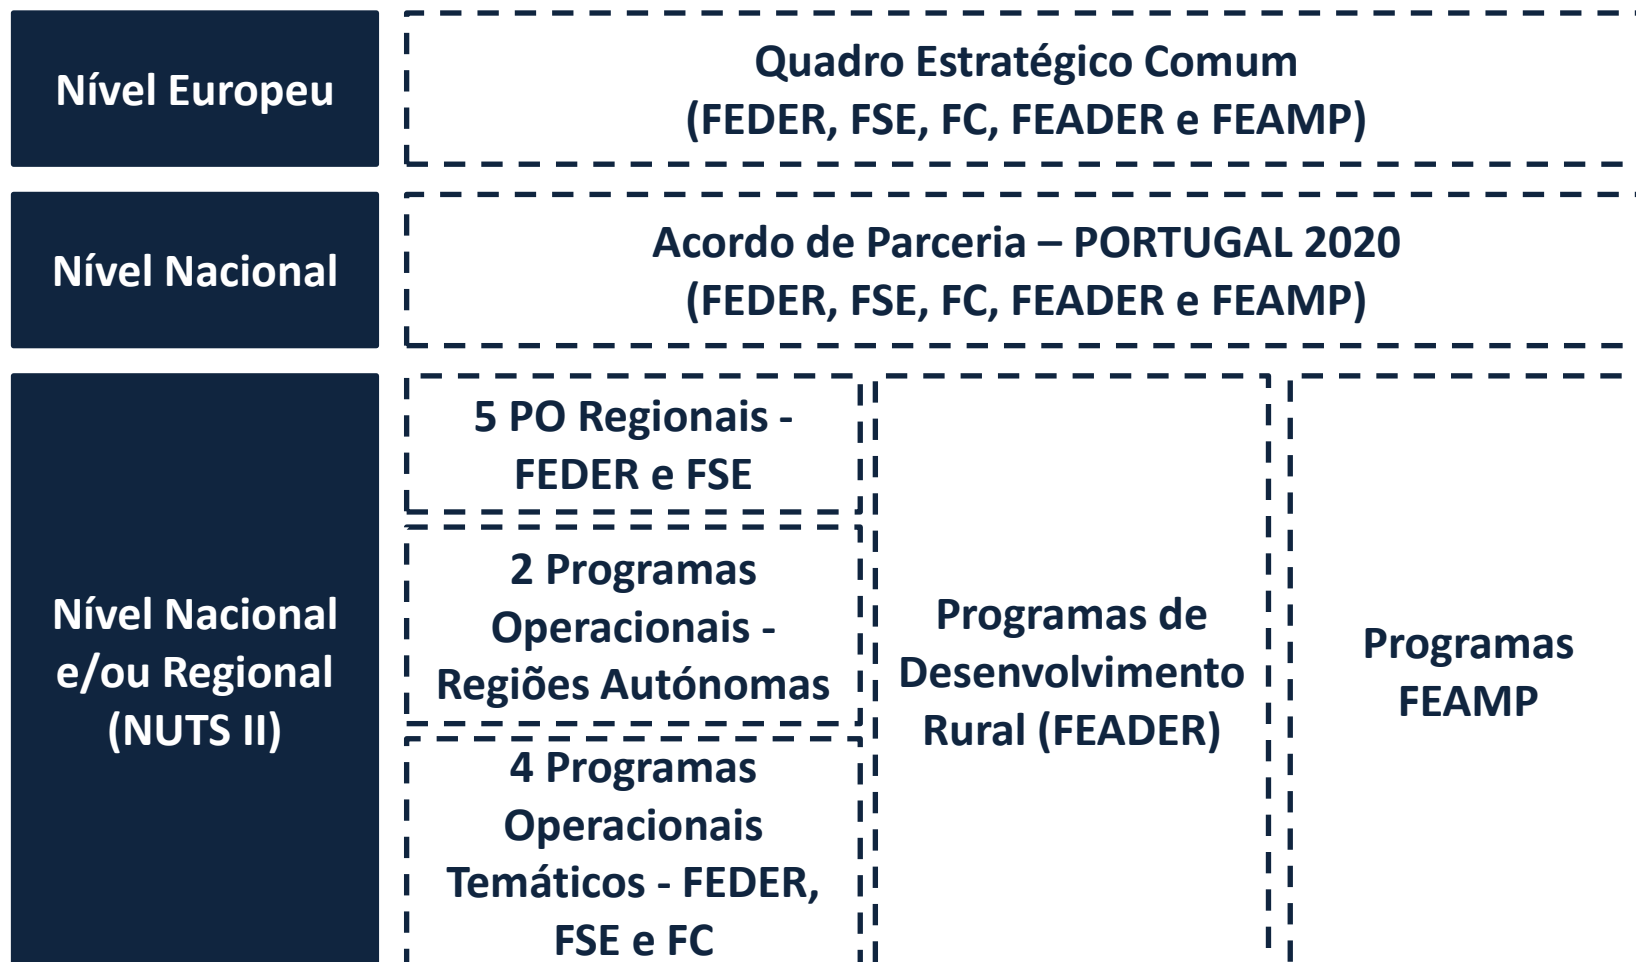 Nível Europeu
Quadro Estratégico Comum
(FEDER, FSE, FC, FEADER e FEAMP)
Nível Nacional
Acordo de Parceria – PORTUGAL 2020
(FEDER, FSE, FC, FEADER e FEAMP)
Nível Nacional
e/ou Regional
(NUTS II)
5 PO Regionais -
FEDER e FSE
2 Programas
Operacionais -
Regiões Autónomas
4 Programas
Operacionais
Temáticos - FEDER,
FSE e FC
Programas de
Desenvolvimento
Rural (FEADER)
Programas
FEAMP